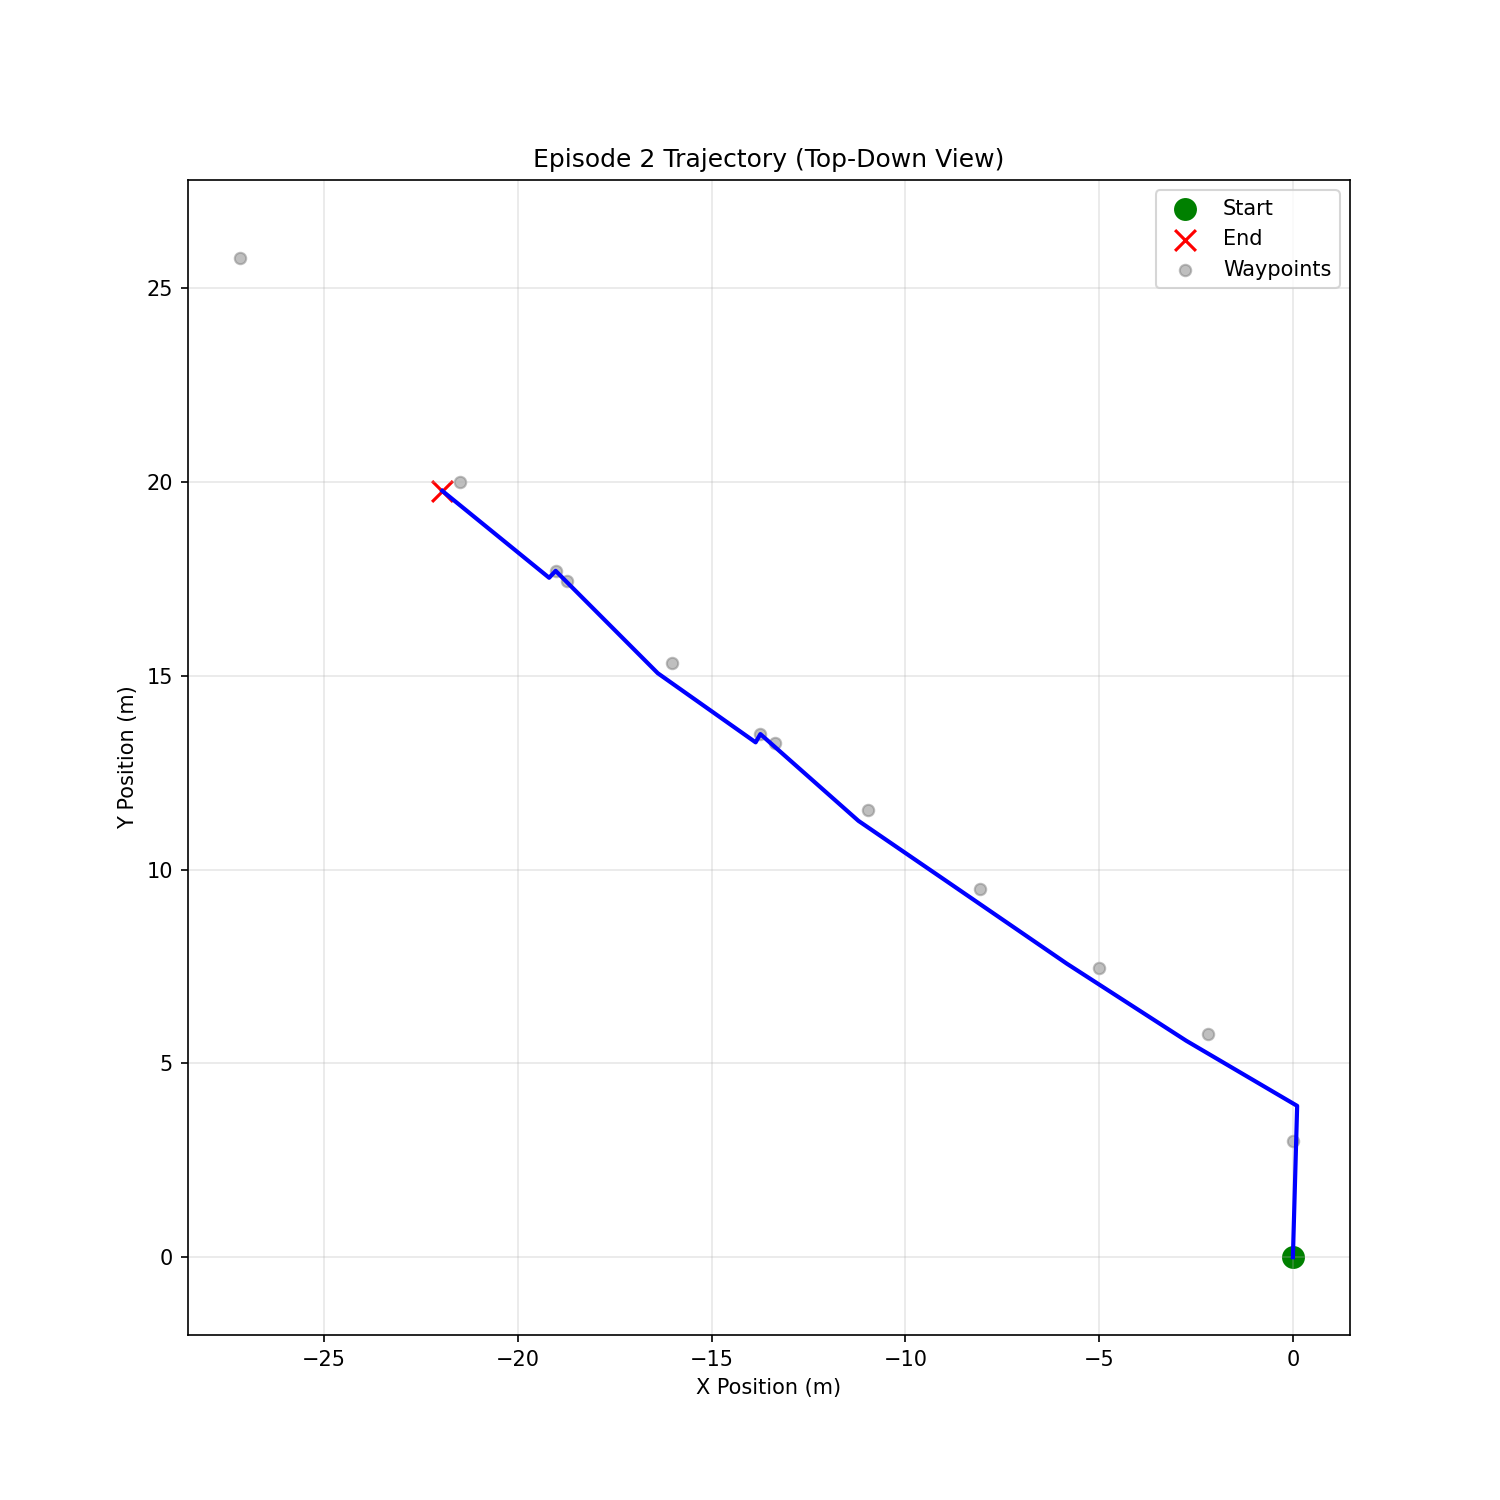 Episode 2 Trajectory (Top-Down View)
Start
End
Waypoints
25
20
15
10
5
0
Y Position (m)
−25
−20
−15
−10
−5
0
X Position (m)